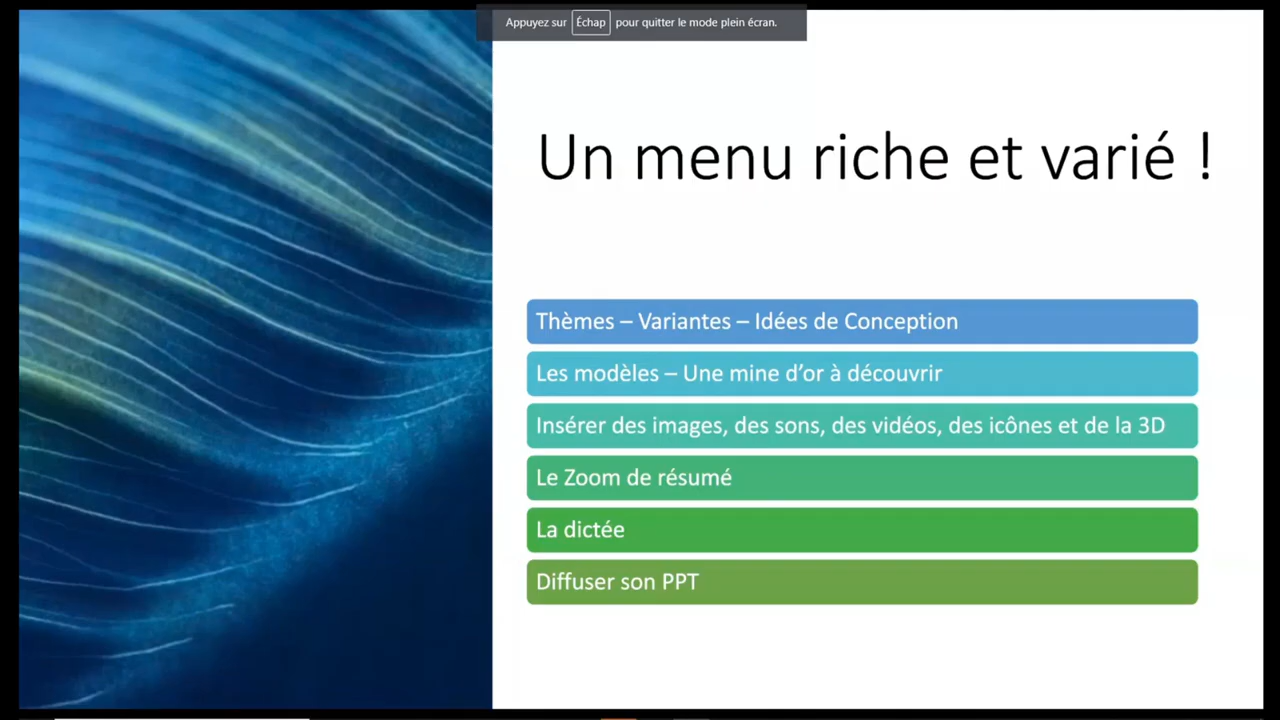 Appuyez sur Échap pour quitter le mode plein écran.
Un menu riche et varié !
Thèmes – Variantes – Idées de Conception
Les modèles – Une mine d’or à découvrir
Insérer des images, des sons, des vidéos, des icônes et de la 3D
Le Zoom de résumé
La dictée
Diffuser son PPT